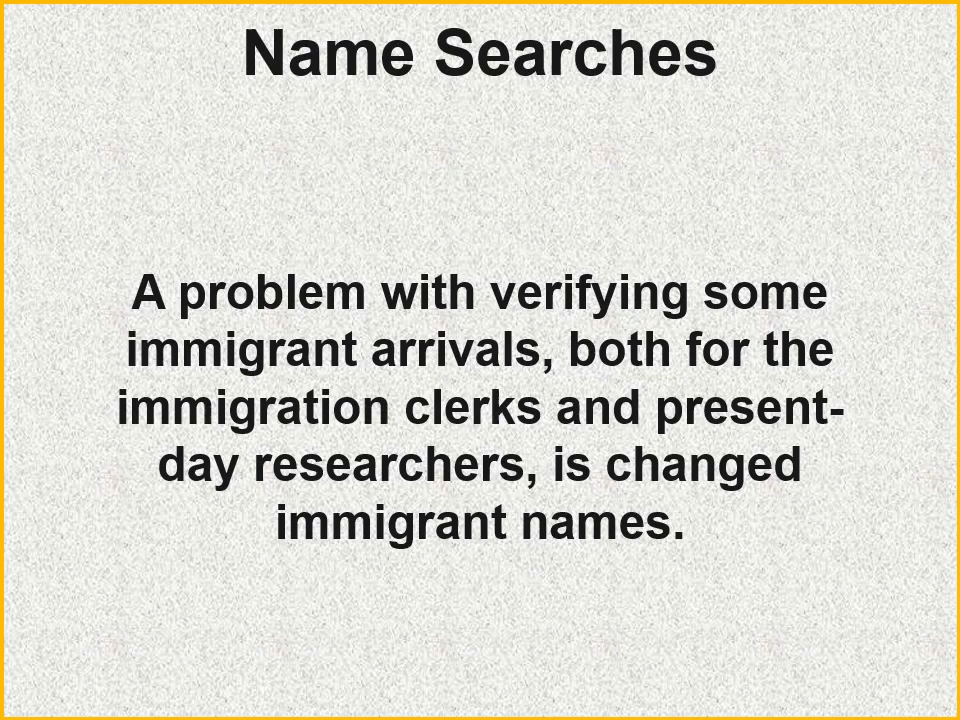 Name Searches
A problem with verifying some
immigrant arrivals, both for the
immigration clerks and present-
day researchers, is changed
immigrant names.